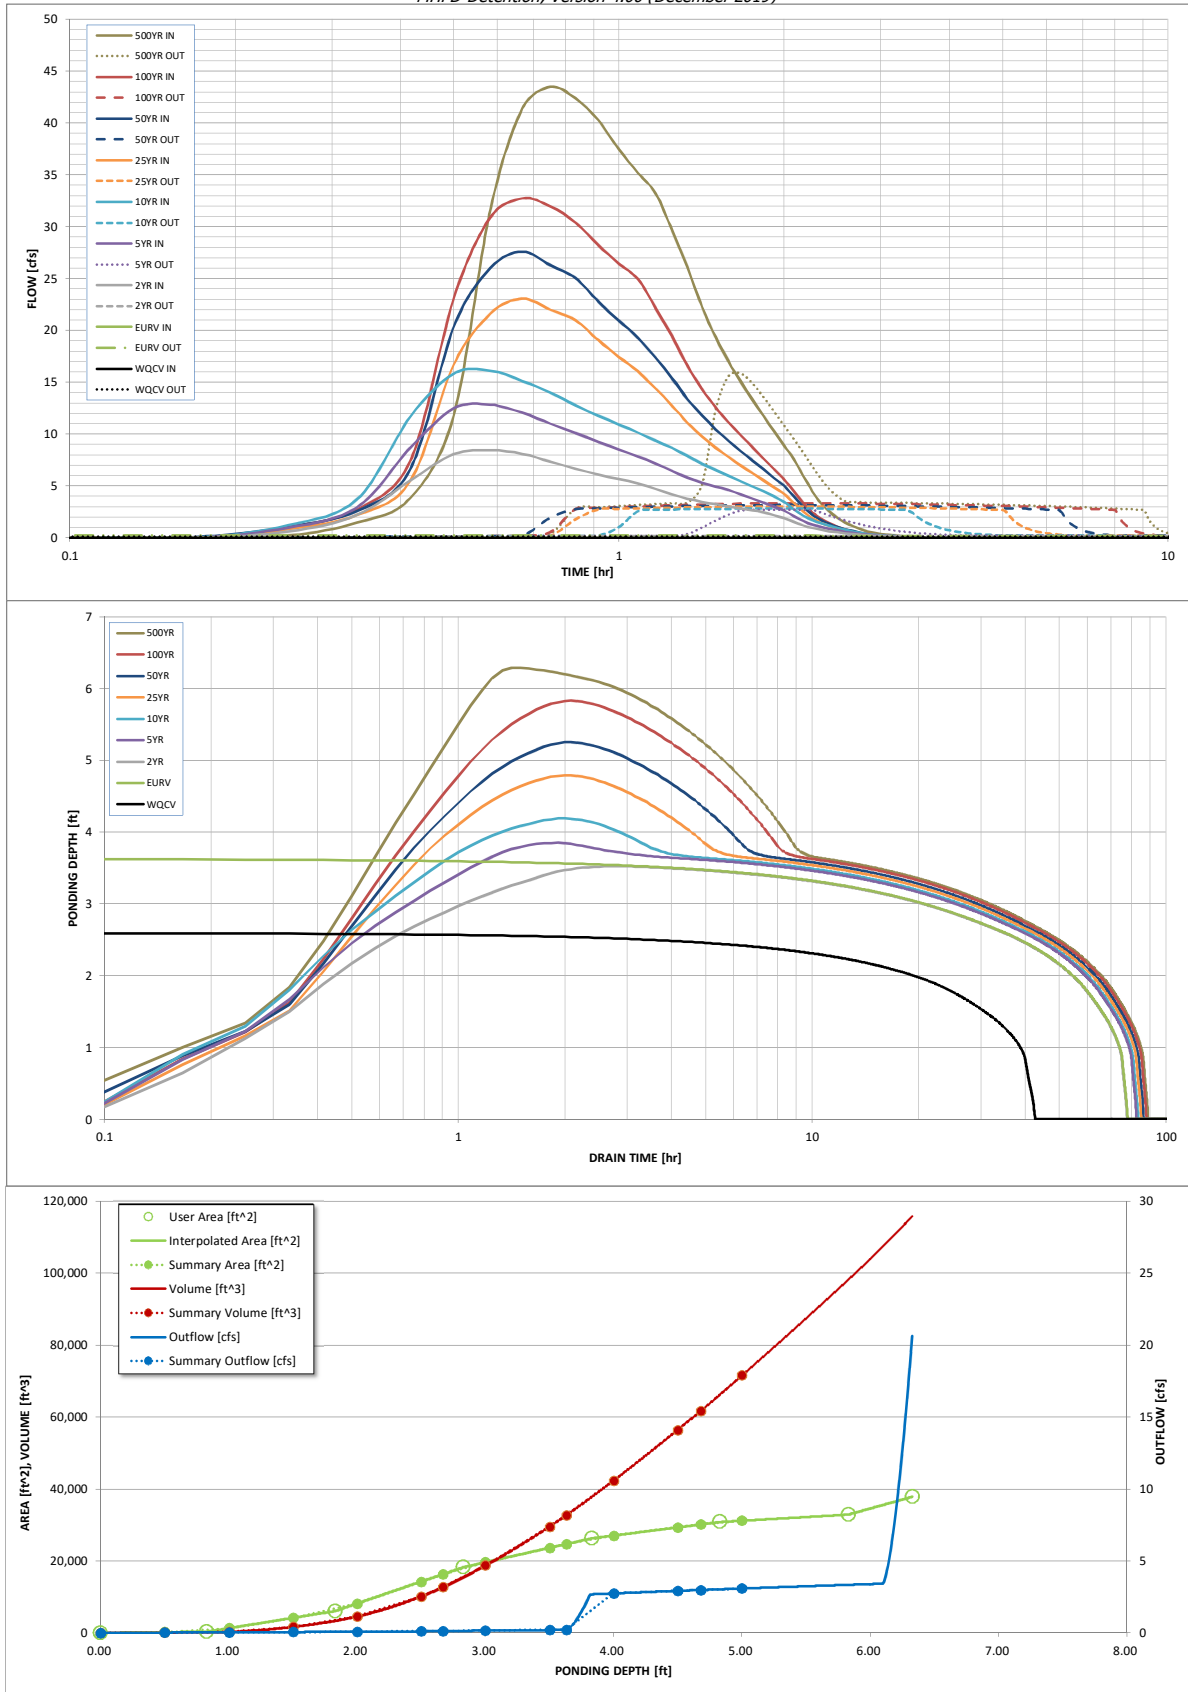 MHFD-Detention, Version 4.00 (December 2019)
50
45
40
35
30
25
20
15
10
5
0
FLOW [cfs]
500YR IN
500YR OUT
100YR IN
100YR OUT
50YR IN
50YR OUT
25YR IN
25YR OUT
10YR IN
10YR OUT
5YR IN
5YR OUT
2YR IN
2YR OUT
EURV IN
EURV OUT
WQCV IN
WQCV OUT
0.1
1
10
TIME [hr]
7
6
5
4
3
2
1
0
PONDING DEPTH [ft]
500YR
100YR
50YR
25YR
10YR
5YR
2YR
EURV
WQCV
0.1
1
10
100
DRAIN TIME [hr]
120,000
100,000
80,000
60,000
40,000
20,000
0
AREA [ft^2], VOLUME [ft^3]
User Area [ft^2]
Interpolated Area [ft^2]
Summary Area [ft^2]
Volume [ft^3]
Summary Volume [ft^3]
Outflow [cfs]
Summary Outflow [cfs]
30
25
20
15
10
5
0
OUTFLOW [cfs]
0.00
1.00
2.00
3.00
4.00
5.00
6.00
7.00
8.00
PONDING DEPTH [ft]